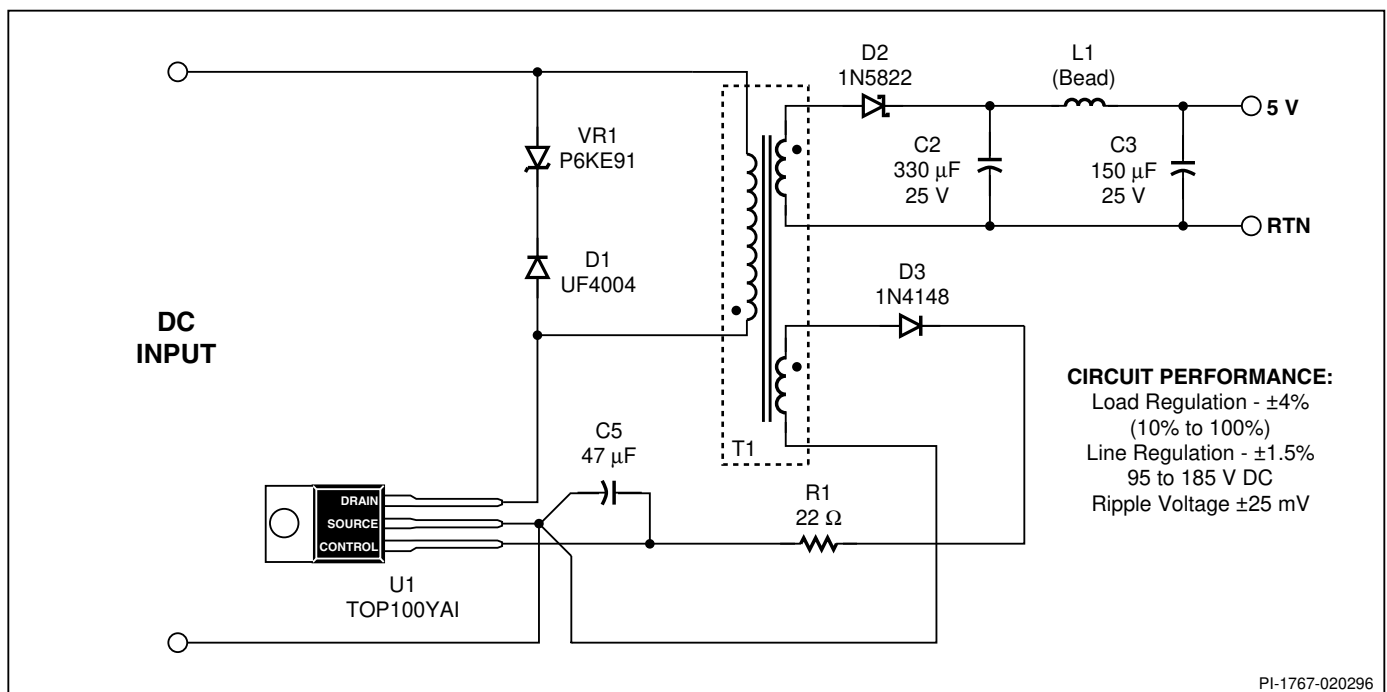 D2
1N5822
L1
(Bead)
5 V
VR1
P6KE91
C2
330 µF
25 V
C3
150 µF
25 V
RTN
D1
UF4004
D3
1N4148
DC
INPUT
CIRCUIT PERFORMANCE:
Load Regulation - ±4%
(10% to 100%)
Line Regulation - ±1.5%
95 to 185 V DC
Ripple Voltage ±25 mV
T1
C5
47 µF
R1
22 Ω
DRAIN
SOURCE
CONTROL
U1
TOP100YAI
PI-1767-020296